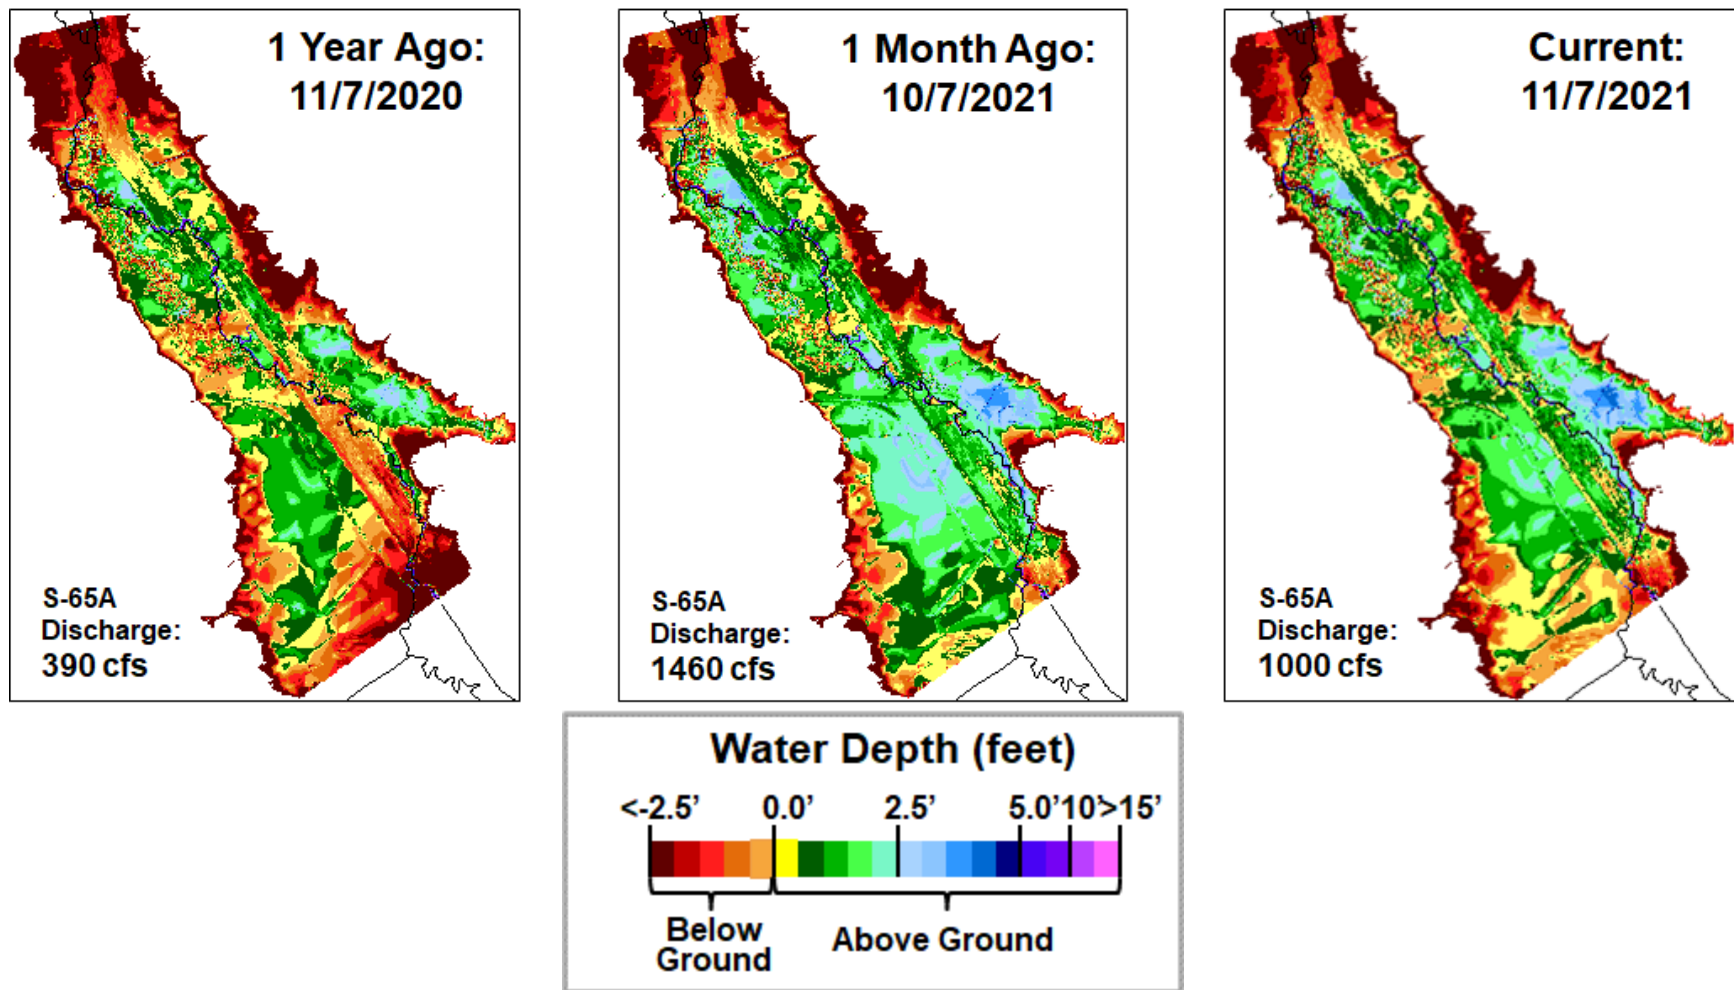 1 Year Ago:
11/7/2020
S-65A
Discharge:
390 cfs
1 Month Ago:
10/7/2021
S-65A
Discharge:
1460 cfs
Current:
11/7/2021
S-65A
Discharge:
1000 cfs
Water Depth (feet)
<-2.5' 0.0' 2.5' 5.0' 10' >15'
Below
Ground
Above Ground